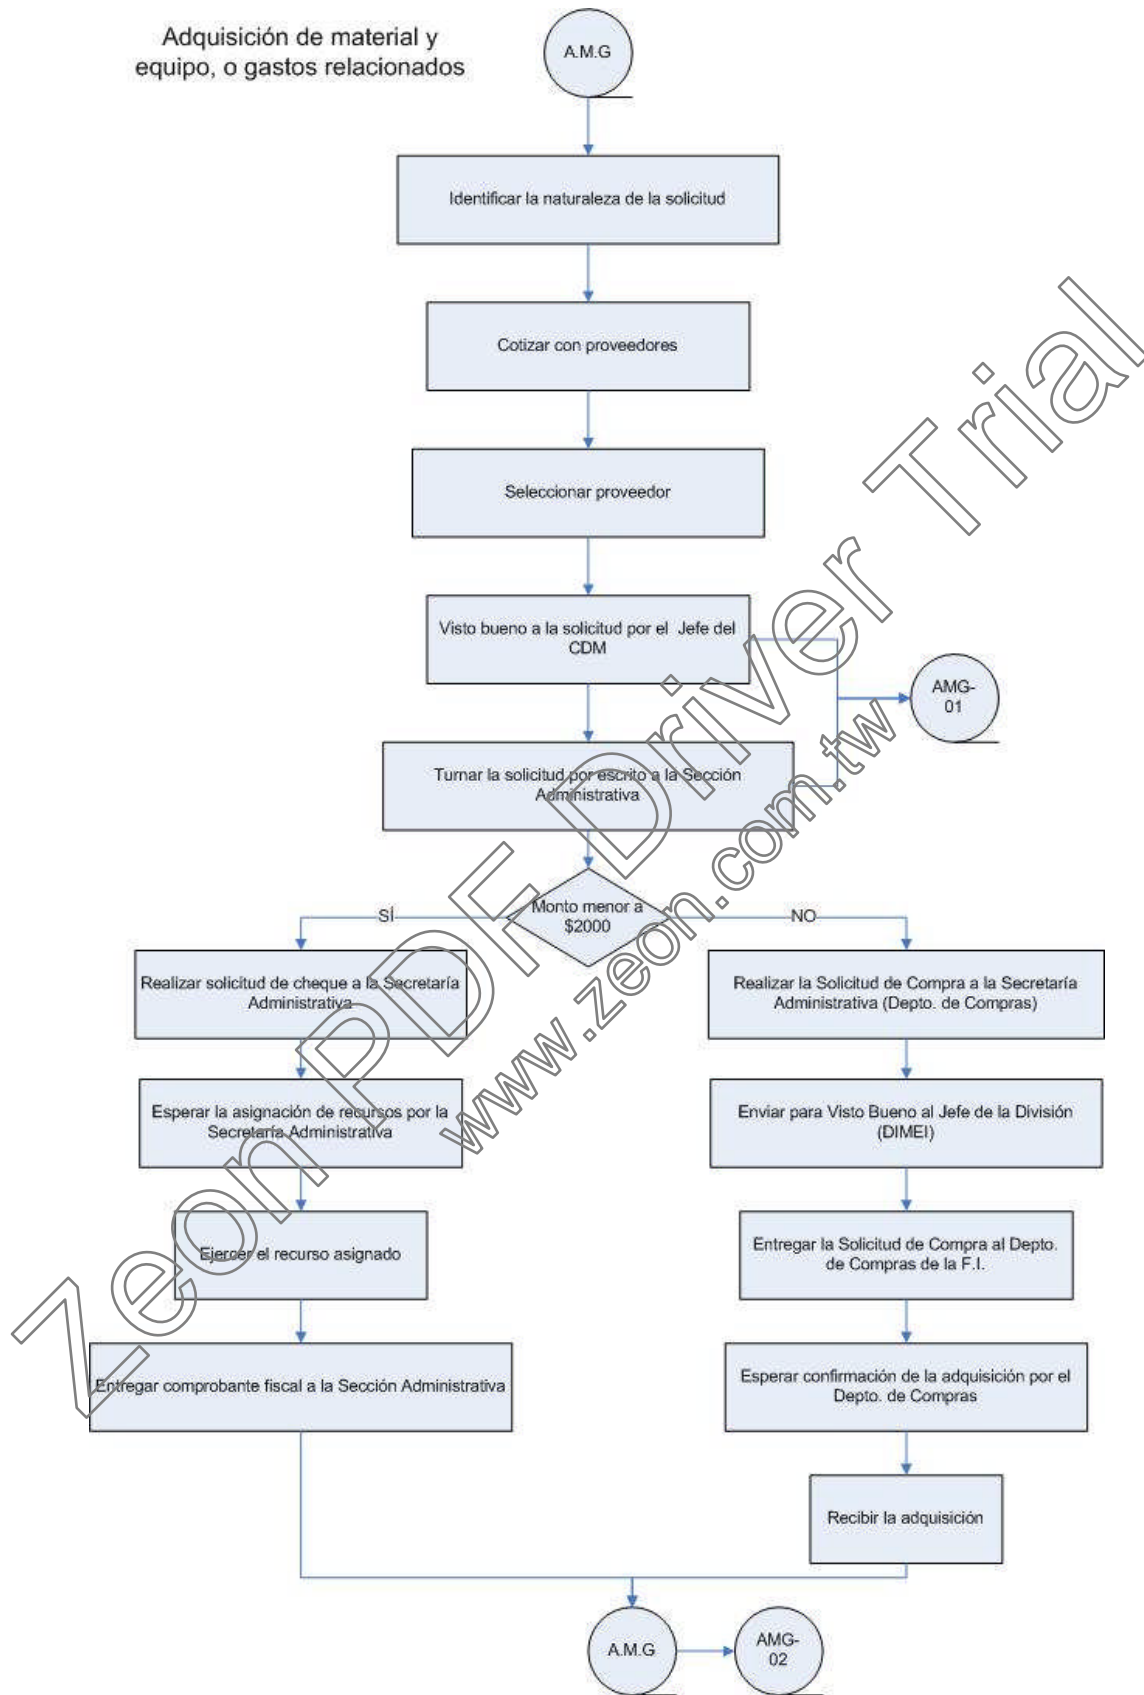 Adquisición de material y
equipo, o gastos relacionados
A.M.G
Identificar la naturaleza de la solicitud
Cotizar con proveedores
Seleccionar proveedor
Visto bueno a la solicitud por el Jefe del
CDM
AMG-
01
Turnar la solicitud por escrito a la Sección
Administrativa
Monto menor a
$2000
SÍ
NO
Realizar solicitud de cheque a la Secretaría
Administrativa
Realizar la Solicitud de Compra a la Secretaría
Administrativa (Depto. de Compras)
Esperar la asignación de recursos por la
Secretaría Administrativa
Enviar para Visto Bueno al Jefe de la División
(DIMEI)
Ejercer el recurso asignado
Entregar la Solicitud de Compra al Depto.
de Compras de la F.I.
Entregar comprobante fiscal a la Sección Administrativa
Esperar confirmación de la adquisición por el
Depto. de Compras
Recibir la adquisición
A.M.G
AMG-
02
Zeon PDF Driver Trial
www.zeon.com.tw